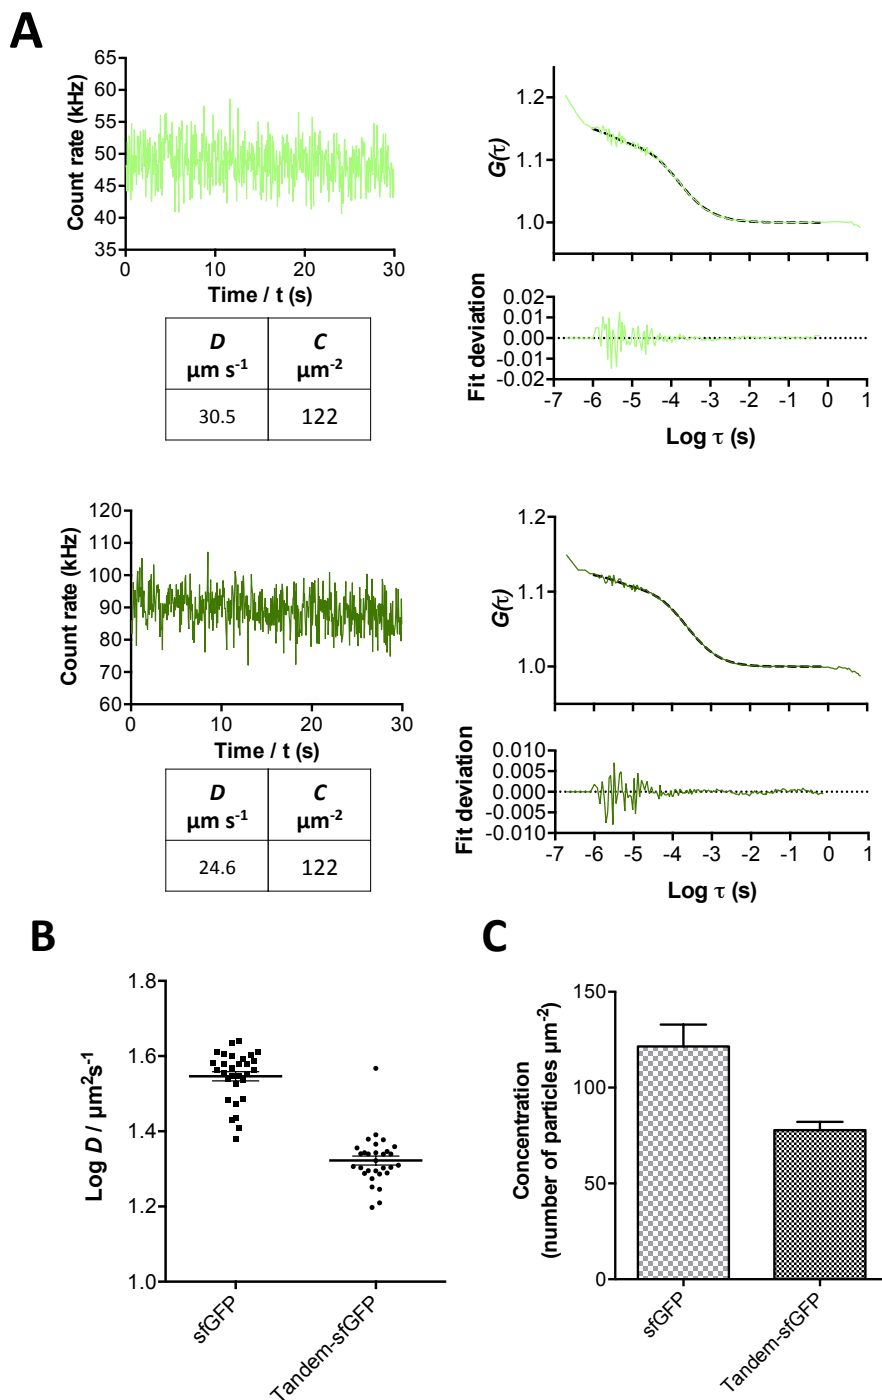 A
65
60
55
50
45
40
35
Count rate (kHz)
0 10 20 30
Time / t (s)
D
µm s-1
C
µm-2
30.5
122
1.2
1.1
1.0
G(τ)
0.02
0.01
0.00
-0.01
-0.02
Fit deviation
-7 -6 -5 -4 -3 -2 -1 0 1
Log τ (s)
120
110
100
90
80
70
60
Count rate (kHz)
0 10 20 30
Time / t (s)
D
µm s-1
C
µm-2
24.6
122
1.2
1.1
1.0
G(τ)
0.010
0.005
0.000
-0.005
-0.010
Fit deviation
-7 -6 -5 -4 -3 -2 -1 0 1
Log τ (s)
B
1.8
1.6
1.4
1.2
1.0
Log D / µm2s-1
sfGFP
Tandem-sfGFP
C
150
100
50
0
Concentration
(number of particles µm-2)
sfGFP
Tandem-sfGFP